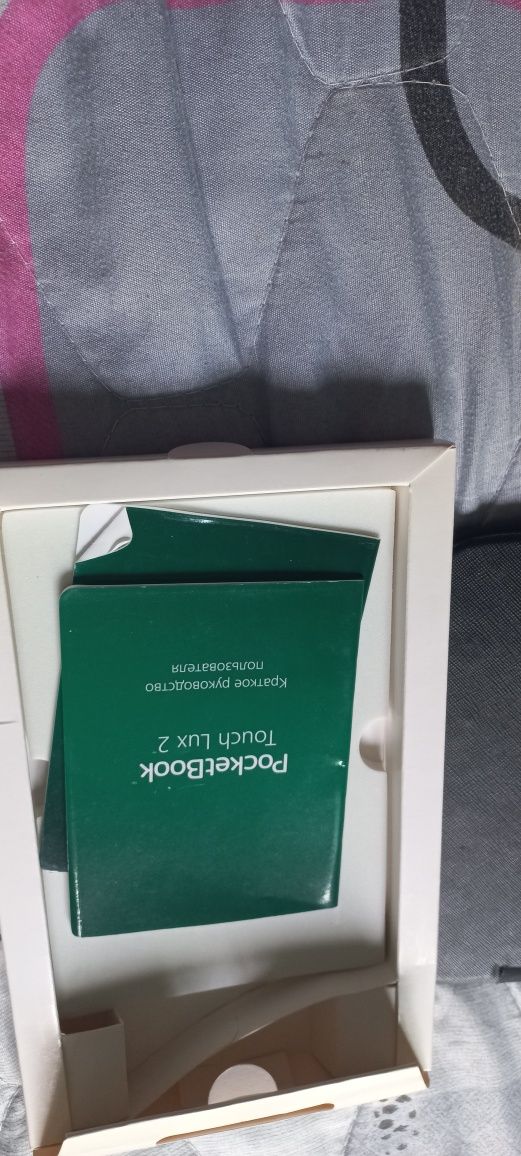 PocketBook
Touch Lux 2
Краткое руководство
пользователя